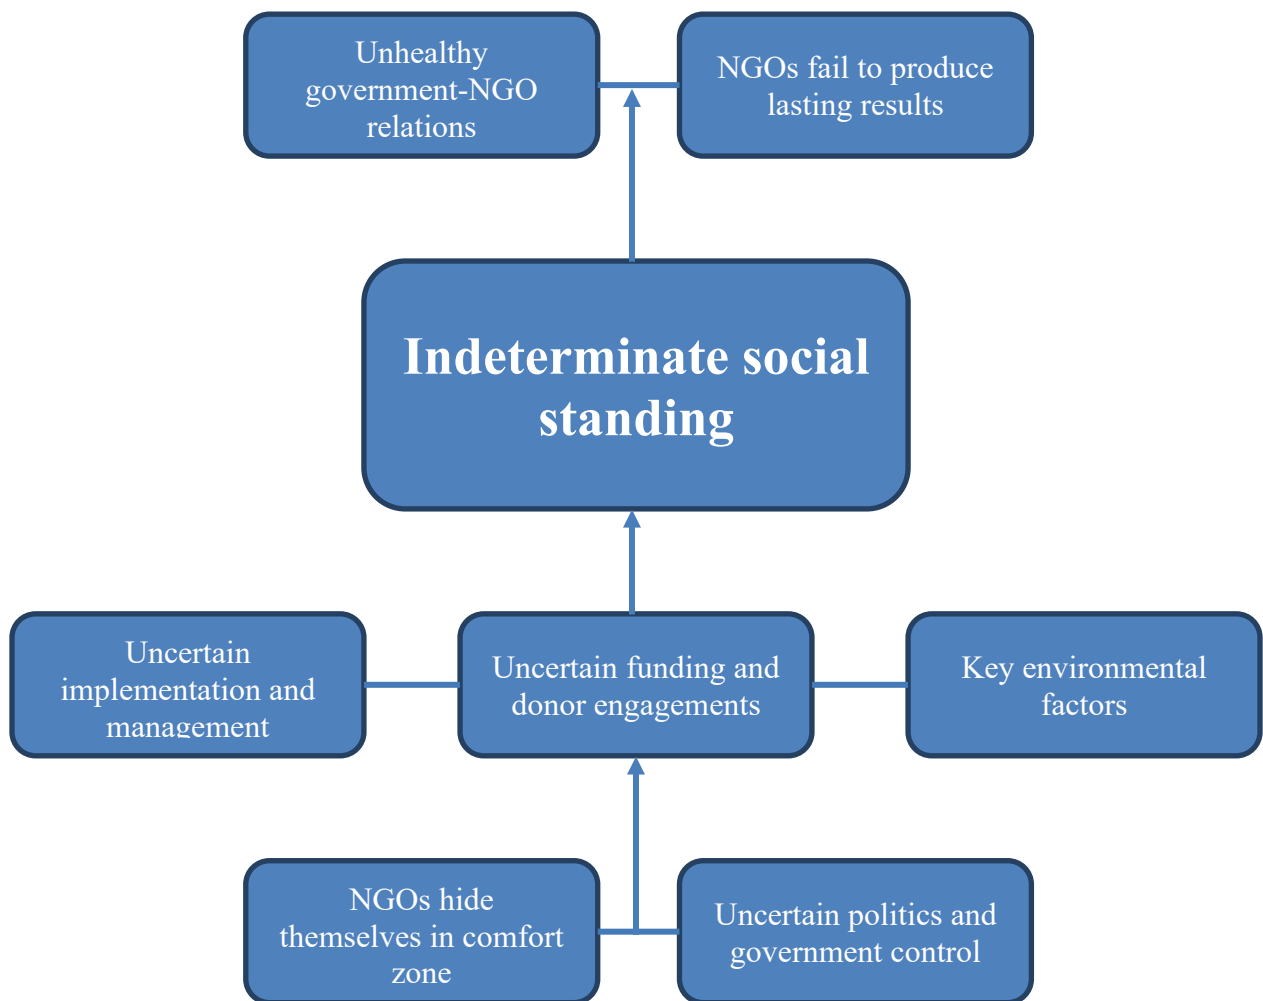 Unhealthy
government-NGO
relations
NGOs fail to produce
lasting results
Indeterminate social
standing
Uncertain
implementation and
management
Uncertain funding and
donor engagements
Key environmental
factors
NGOs hide
themselves in comfort
zone
Uncertain politics and
government control